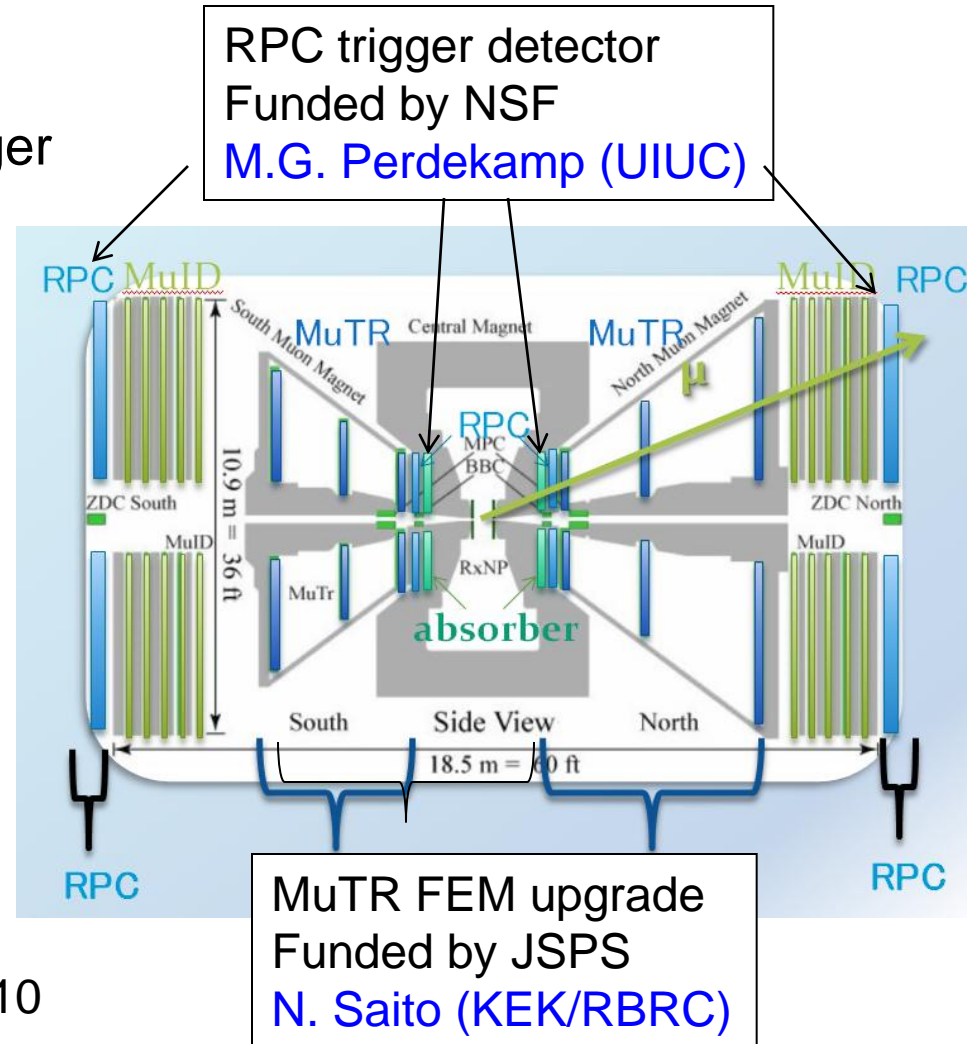 RPC trigger detector
Funded by NSF
M.G. Perdekamp (UIUC)
ger
RPC
MuID
MuID
RPC
South Muon Magnet
MuTR
Central Magnet
MuTR
North Muon Magnet
μ
RPC
MPC
BBC
10.9 m = 36 ft
ZDC South
ZDC North
MuID
MuID
RxNP
MuTr
absorber
South
Side View
North
18.5 m = 60 ft
RPC
RPC
MuTR FEM upgrade
Funded by JSPS
N. Saito (KEK/RBRC)
10